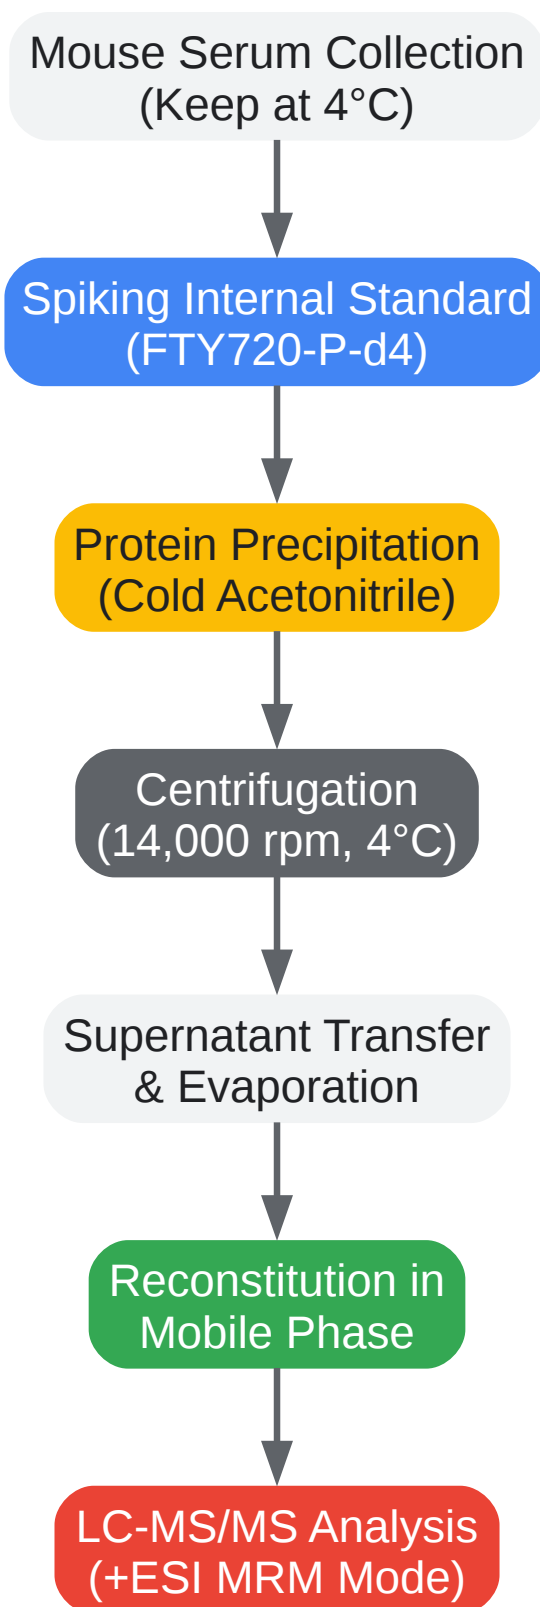 Mouse Serum Collection
(Keep at 4°C)
Spiking Internal Standard
(FTY720-P-d4)
Protein Precipitation
(Cold Acetonitrile)
Centrifugation
(14,000 rpm, 4°C)
Supernatant Transfer
& Evaporation
Reconstitution in
Mobile Phase
LC-MS/MS Analysis
(+ESI MRM Mode)